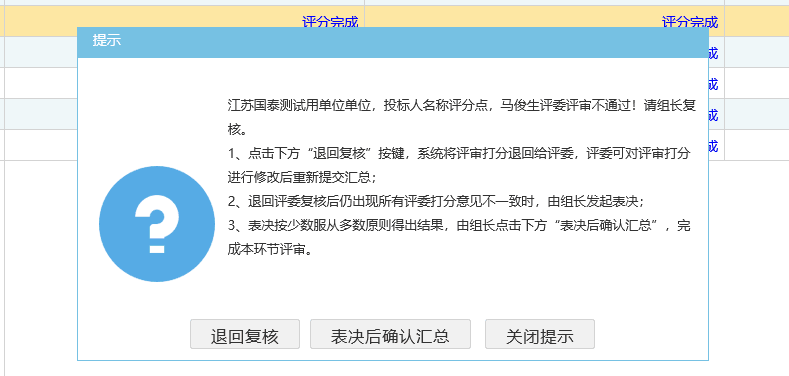 评分完成
评分完成
提示
成
成
成
成
江苏国泰测试用单位单位，投标人名称评分点，马俊生评委评审不通过！请组长复
核。
1、点击下方“退回复核”按键，系统将评审打分退回给评委，评委可对评审打分
进行修改后重新提交汇总；
2、退回评委复核后仍出现所有评委打分意见不一致时，由组长发起表决；
3、表决按少数服从多数原则得出结果，由组长点击下方“表决后确认汇总”，完
成本环节评审。
退回复核
表决后确认汇总
关闭提示